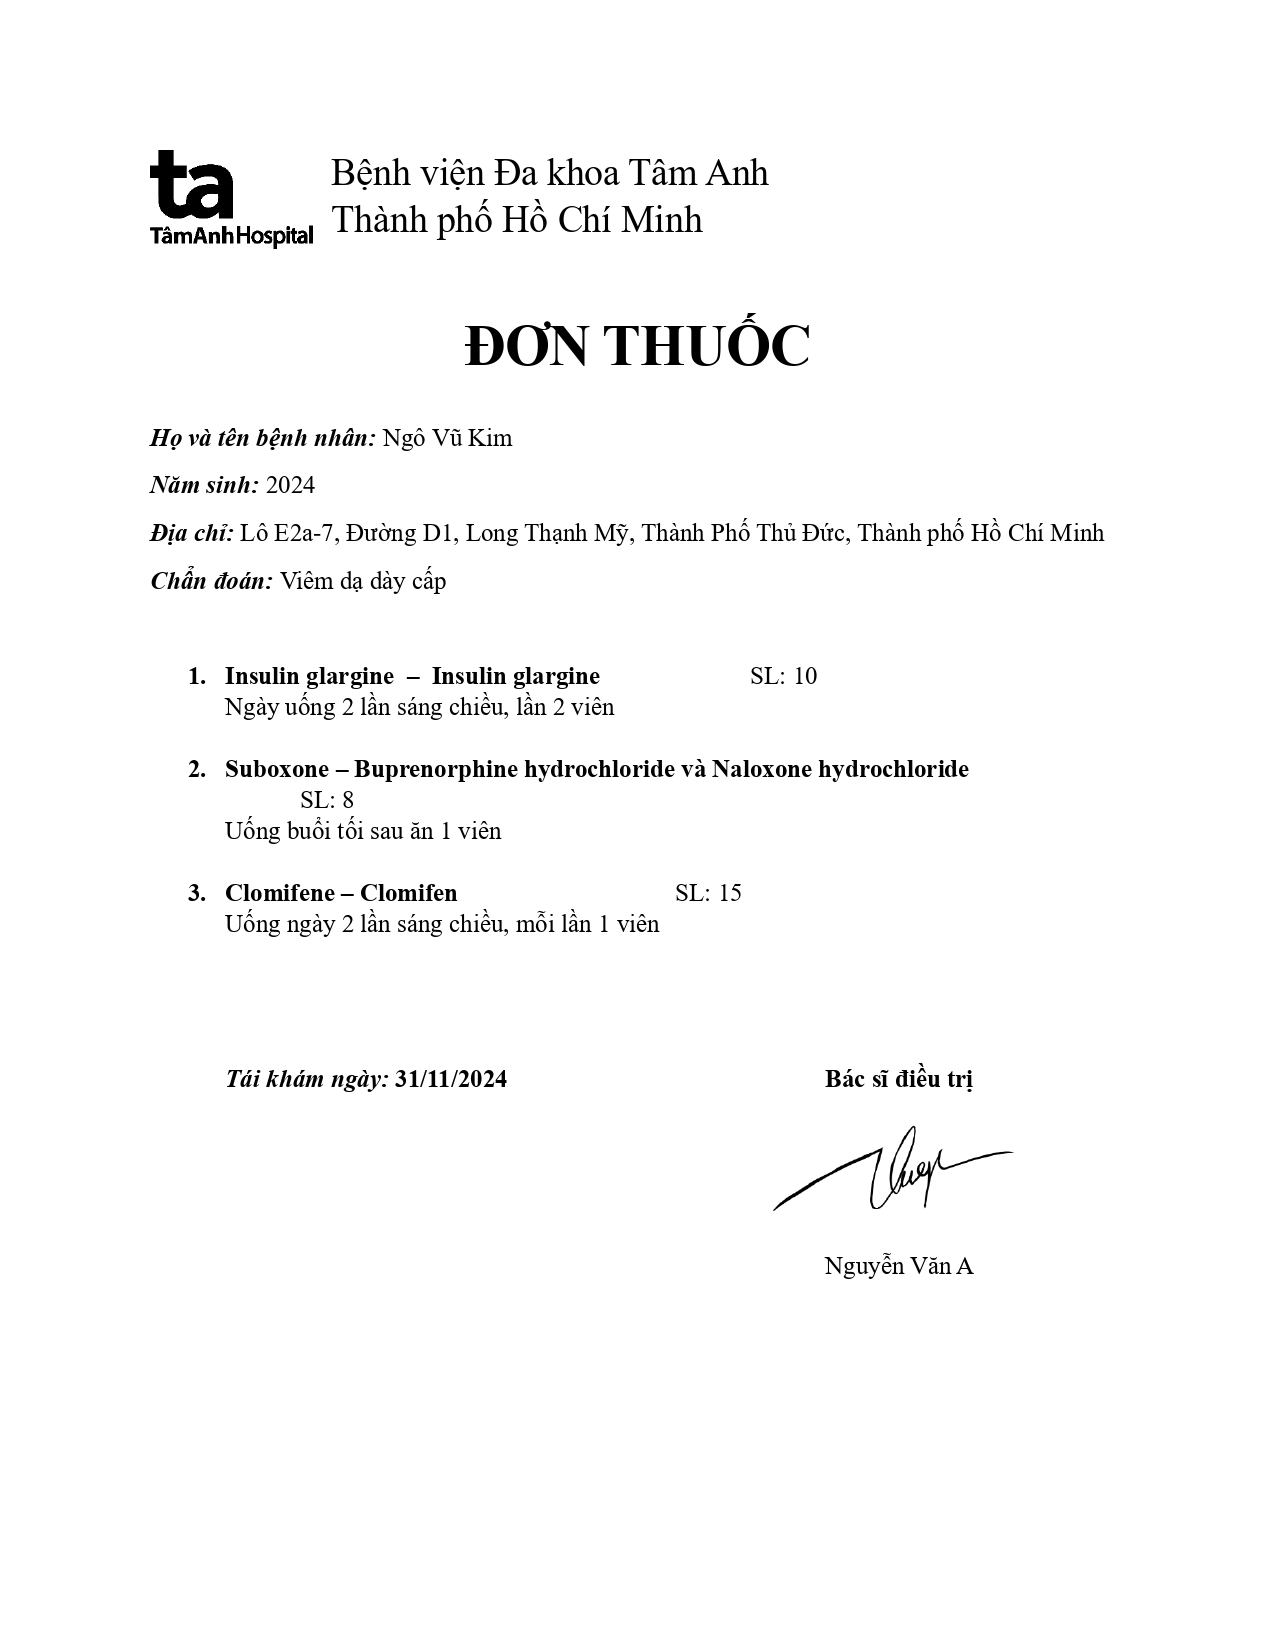 ta
TâmAnhHospital
Bệnh viện Đa khoa Tâm Anh
Thành phố Hồ Chí Minh
ĐƠN THUỐC
Họ và tên bệnh nhân: Ngô Vũ Kim
Năm sinh: 2024
Địa chỉ: Lô E2a-7, Đường D1, Long Thạnh Mỹ, Thành Phố Thủ Đức, Thành phố Hồ Chí Minh
Chẩn đoán: Viêm dạ dày cấp
1. Insulin glargine – Insulin glargine SL: 10
Ngày uống 2 lần sáng chiều, lần 2 viên
2. Suboxone – Buprenorphine hydrochloride và Naloxone hydrochloride
SL: 8
Uống buổi tối sau ăn 1 viên
3. Clomifene – Clomifen SL: 15
Uống ngày 2 lần sáng chiều, mỗi lần 1 viên
Tái khám ngày: 31/11/2024 Bác sĩ điều trị
Nguyễn Văn A